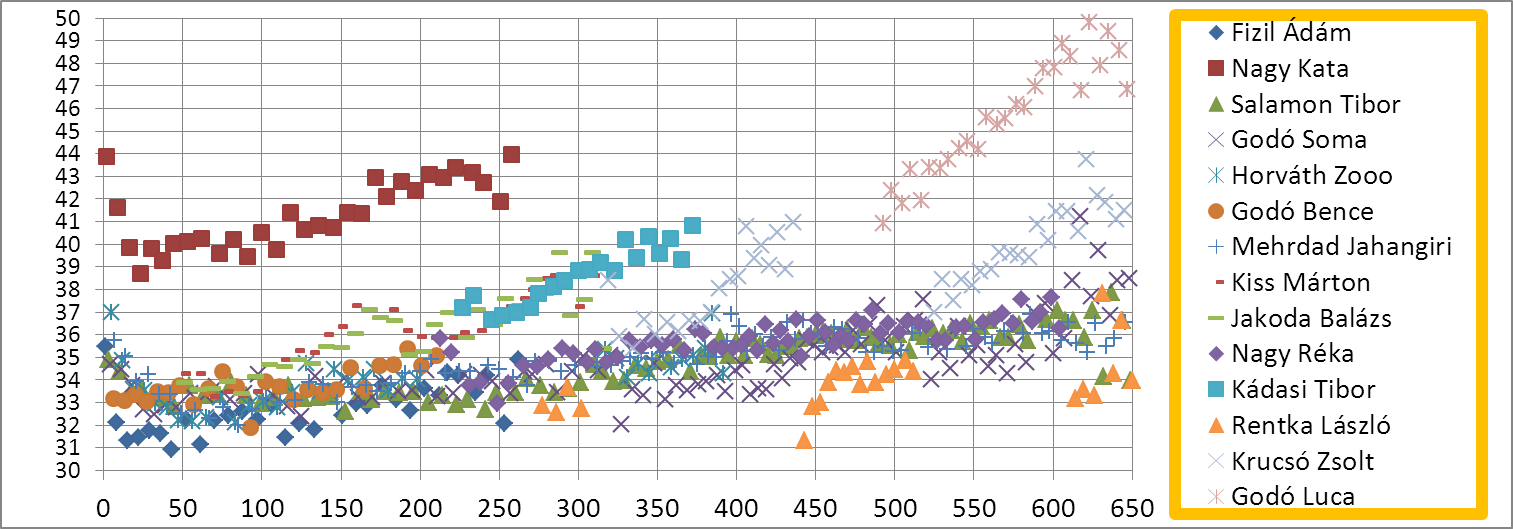 50
49
48
47
46
45
44
43
42
41
40
39
38
37
36
35
34
33
32
31
30
0 50 100 150 200 250 300 350 400 450 500 550 600 650
Fizil Ádám
Nagy Kata
Salamon Tibor
Godó Soma
Horváth Zooo
Godó Bence
Mehrdad Jahangiri
Kiss Márton
Jakoda Balázs
Nagy Réka
Kádasi Tibor
Rentka László
Krucsó Zsolt
Godó Luca